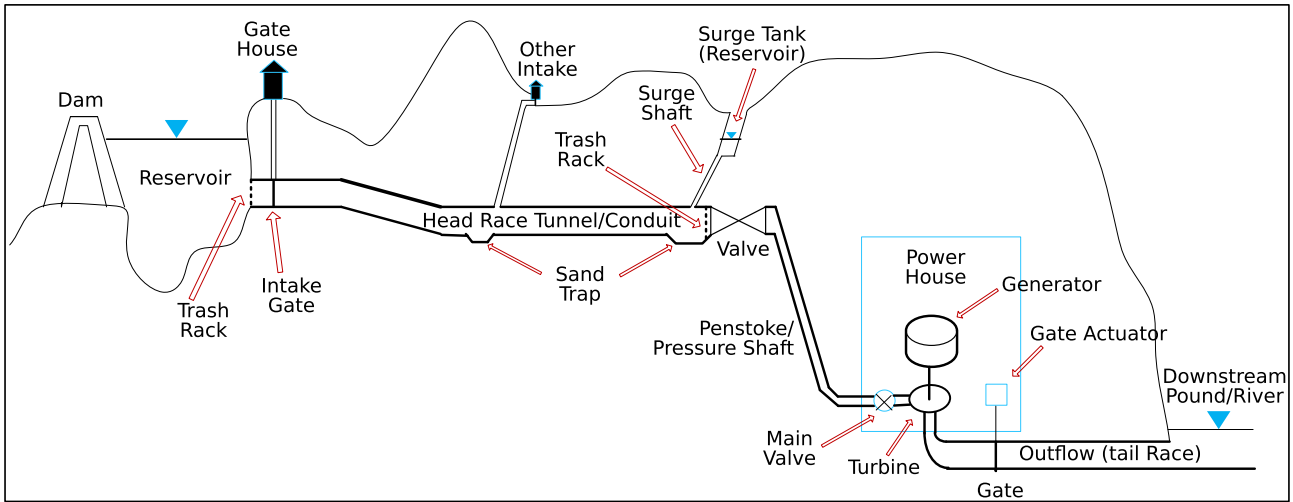 Gate
House
Other
Intake
Surge Tank
(Reservoir)
Dam
Surge
Shaft
Trash
Rack
Reservoir
Head Race Tunnel/Conduit
Valve
Sand
Trap
Intake
Gate
Trash
Rack
Penstoke/
Pressure Shaft
Power
House
Generator
Gate Actuator
Downstream
Pound/River
Main
Valve
Turbine
Outflow (tail Race)
Gate